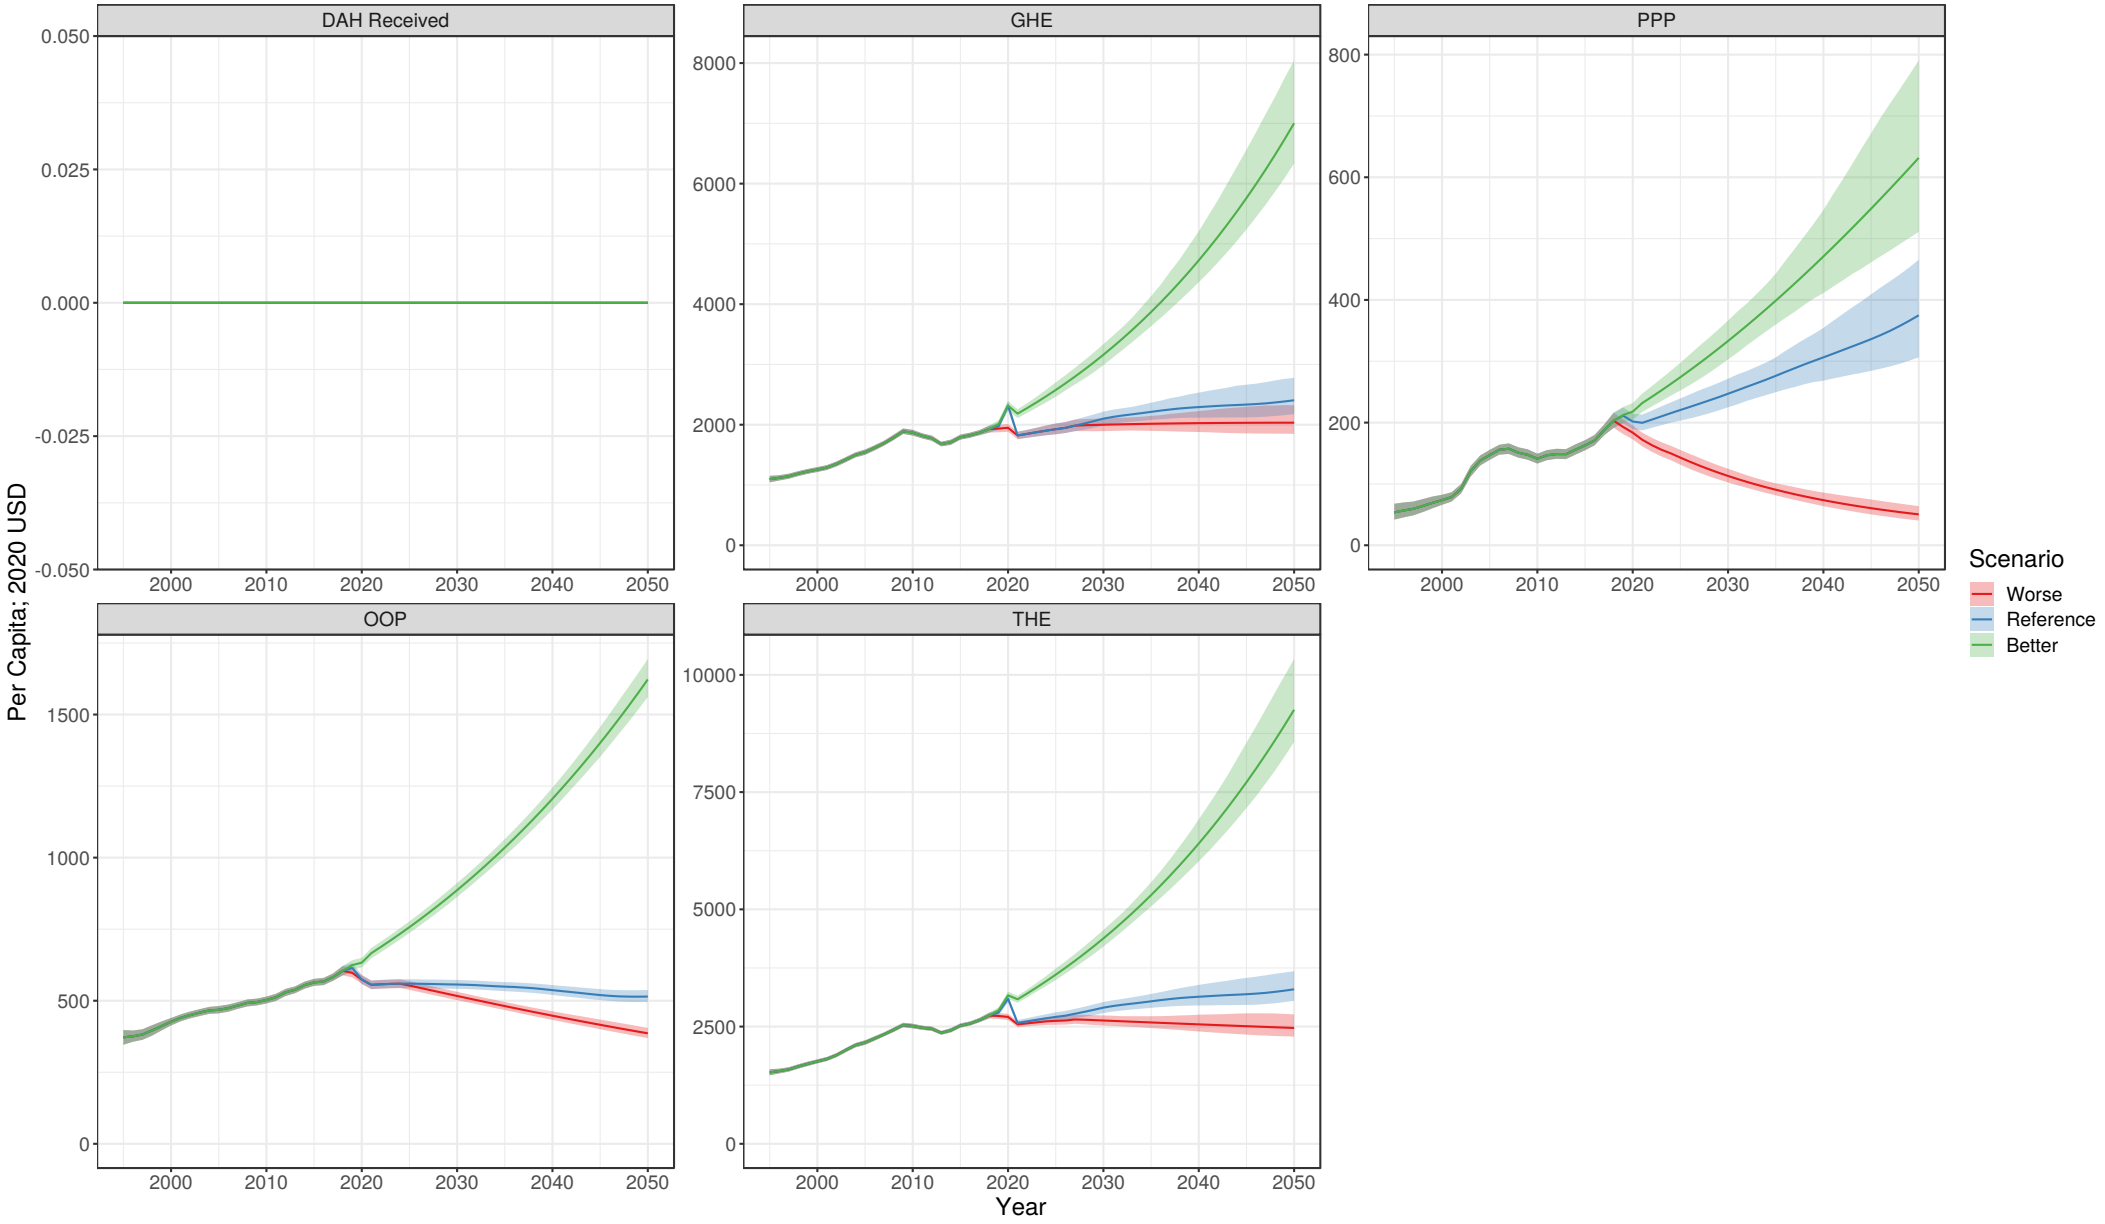 DAH Received
GHE
PPP
0.050
0.025
0.000
-0.025
-0.050
8000
6000
4000
2000
0
800
600
400
200
0
2000 2010 2020 2030 2040 2050
2000 2010 2020 2030 2040 2050
2000 2010 2020 2030 2040 2050
OOP
THE
1500
1000
500
0
10000
7500
5000
2500
0
2000 2010 2020 2030 2040 2050
2000 2010 2020 2030 2040 2050
Per Capita; 2020 USD
Year
Scenario
Worse
Reference
Better